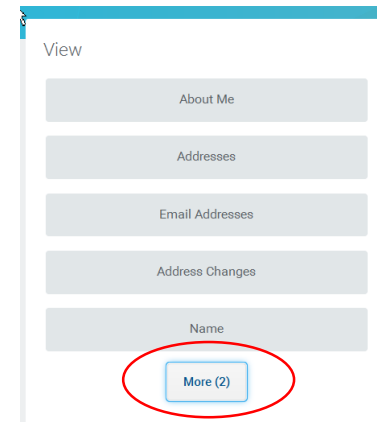 View
About Me
Addresses
Email Addresses
Address Changes
Name
More (2)